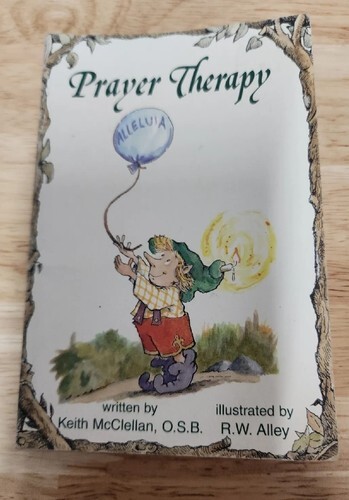 Prayer Therapy
ALLELUIA
written by
Keith McClellan, O.S.B.
illustrated by
R.W. Alley